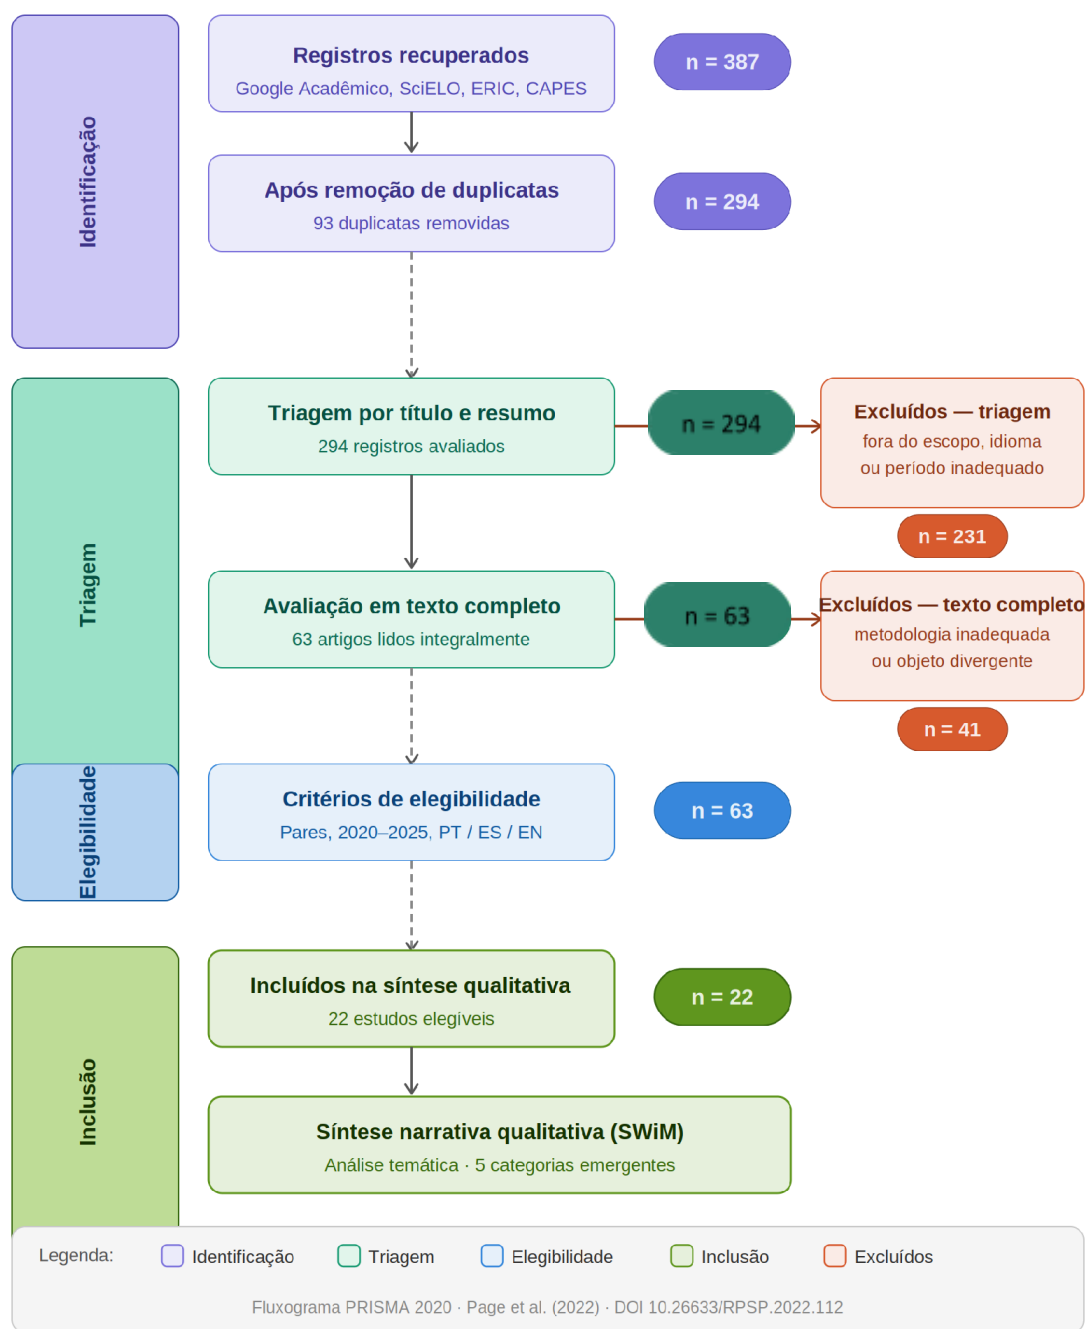 Identificação
Registros recuperados
Google Acadêmico, SciELO, ERIC, CAPES
n = 387
Após remoção de duplicatas
93 duplicatas removidas
n = 294
Triagem
Triagem por título e resumo
294 registros avaliados
n = 294
Excluídos — triagem
fora do escopo, idioma
ou período inadequado
n = 231
Avaliação em texto completo
63 artigos lidos integralmente
n = 63
Excluídos — texto completo
metodologia inadequada
ou objeto divergente
n = 41
Elegibilidade
Critérios de elegibilidade
Pares, 2020–2025, PT / ES / EN
n = 63
Inclusão
Incluídos na síntese qualitativa
22 estudos elegíveis
n = 22
Síntese narrativa qualitativa (SWiM)
Análise temática · 5 categorias emergentes
Legenda:
Identificação
Triagem
Elegibilidade
Inclusão
Excluídos
Fluxograma PRISMA 2020 · Page et al. (2022) · DOI 10.26633/RPSP.2022.112